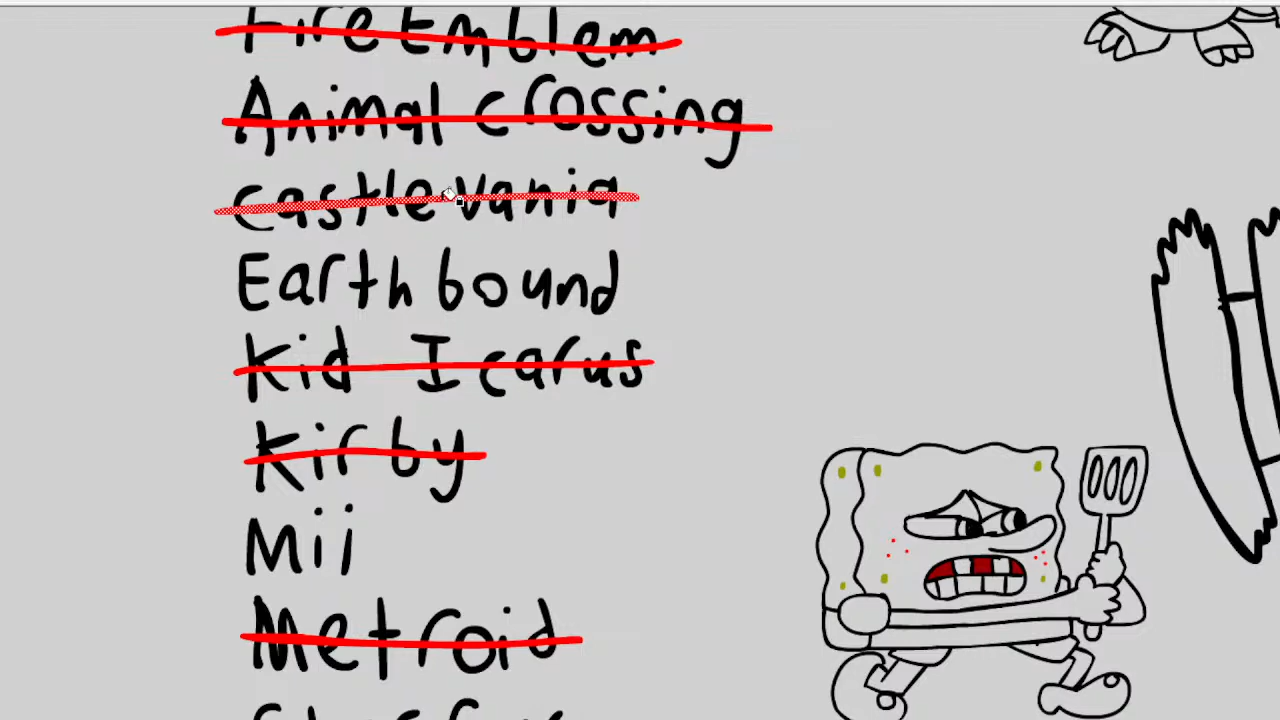 Fire Emblem
Animal crossing
castlevania
Earthbound
Kid Icarus
Kirby
Mii
Metroid